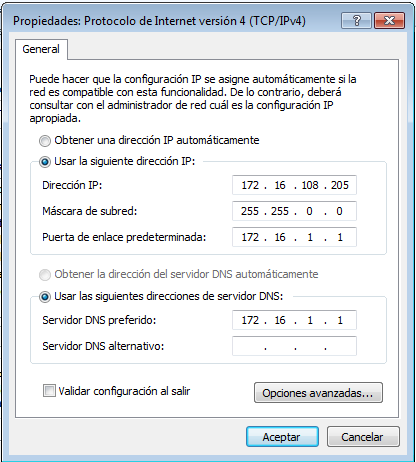 Propiedades: Protocolo de Internet versión 4 (TCP/IPv4)
General
Puede hacer que la configuración IP se asigne automáticamente si la
red es compatible con esta funcionalidad. De lo contrario, deberá
consultar con el administrador de red cuál es la configuración IP
apropiada.
Obtener una dirección IP automáticamente
Usar la siguiente dirección IP:
Dirección IP: 172 . 16 . 108 . 205
Máscara de subred: 255 . 255 . 0 . 0
Puerta de enlace predeterminada: 172 . 16 . 1 . 1
Obtener la dirección del servidor DNS automáticamente
Usar las siguientes direcciones de servidor DNS:
Servidor DNS preferido: 172 . 16 . 1 . 1
Servidor DNS alternativo: . . .
Validar configuración al salir
Opciones avanzadas...
Aceptar
Cancelar